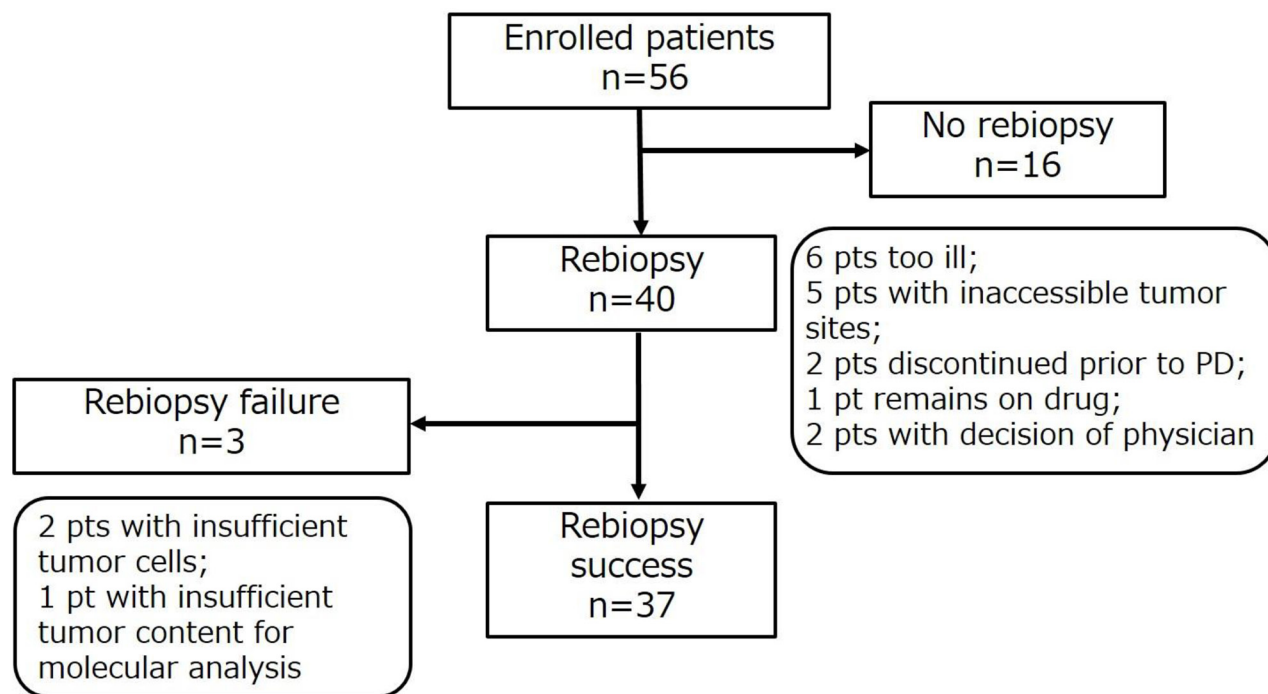 Enrolled patients
n=56
No rebiopsy
n=16
Rebiopsy
n=40
6 pts too ill;
5 pts with inaccessible tumor
sites;
2 pts discontinued prior to PD;
1 pt remains on drug;
2 pts with decision of physician
Rebiopsy failure
n=3
2 pts with insufficient
tumor cells;
1 pt with insufficient
tumor content for
molecular analysis
Rebiopsy
success
n=37